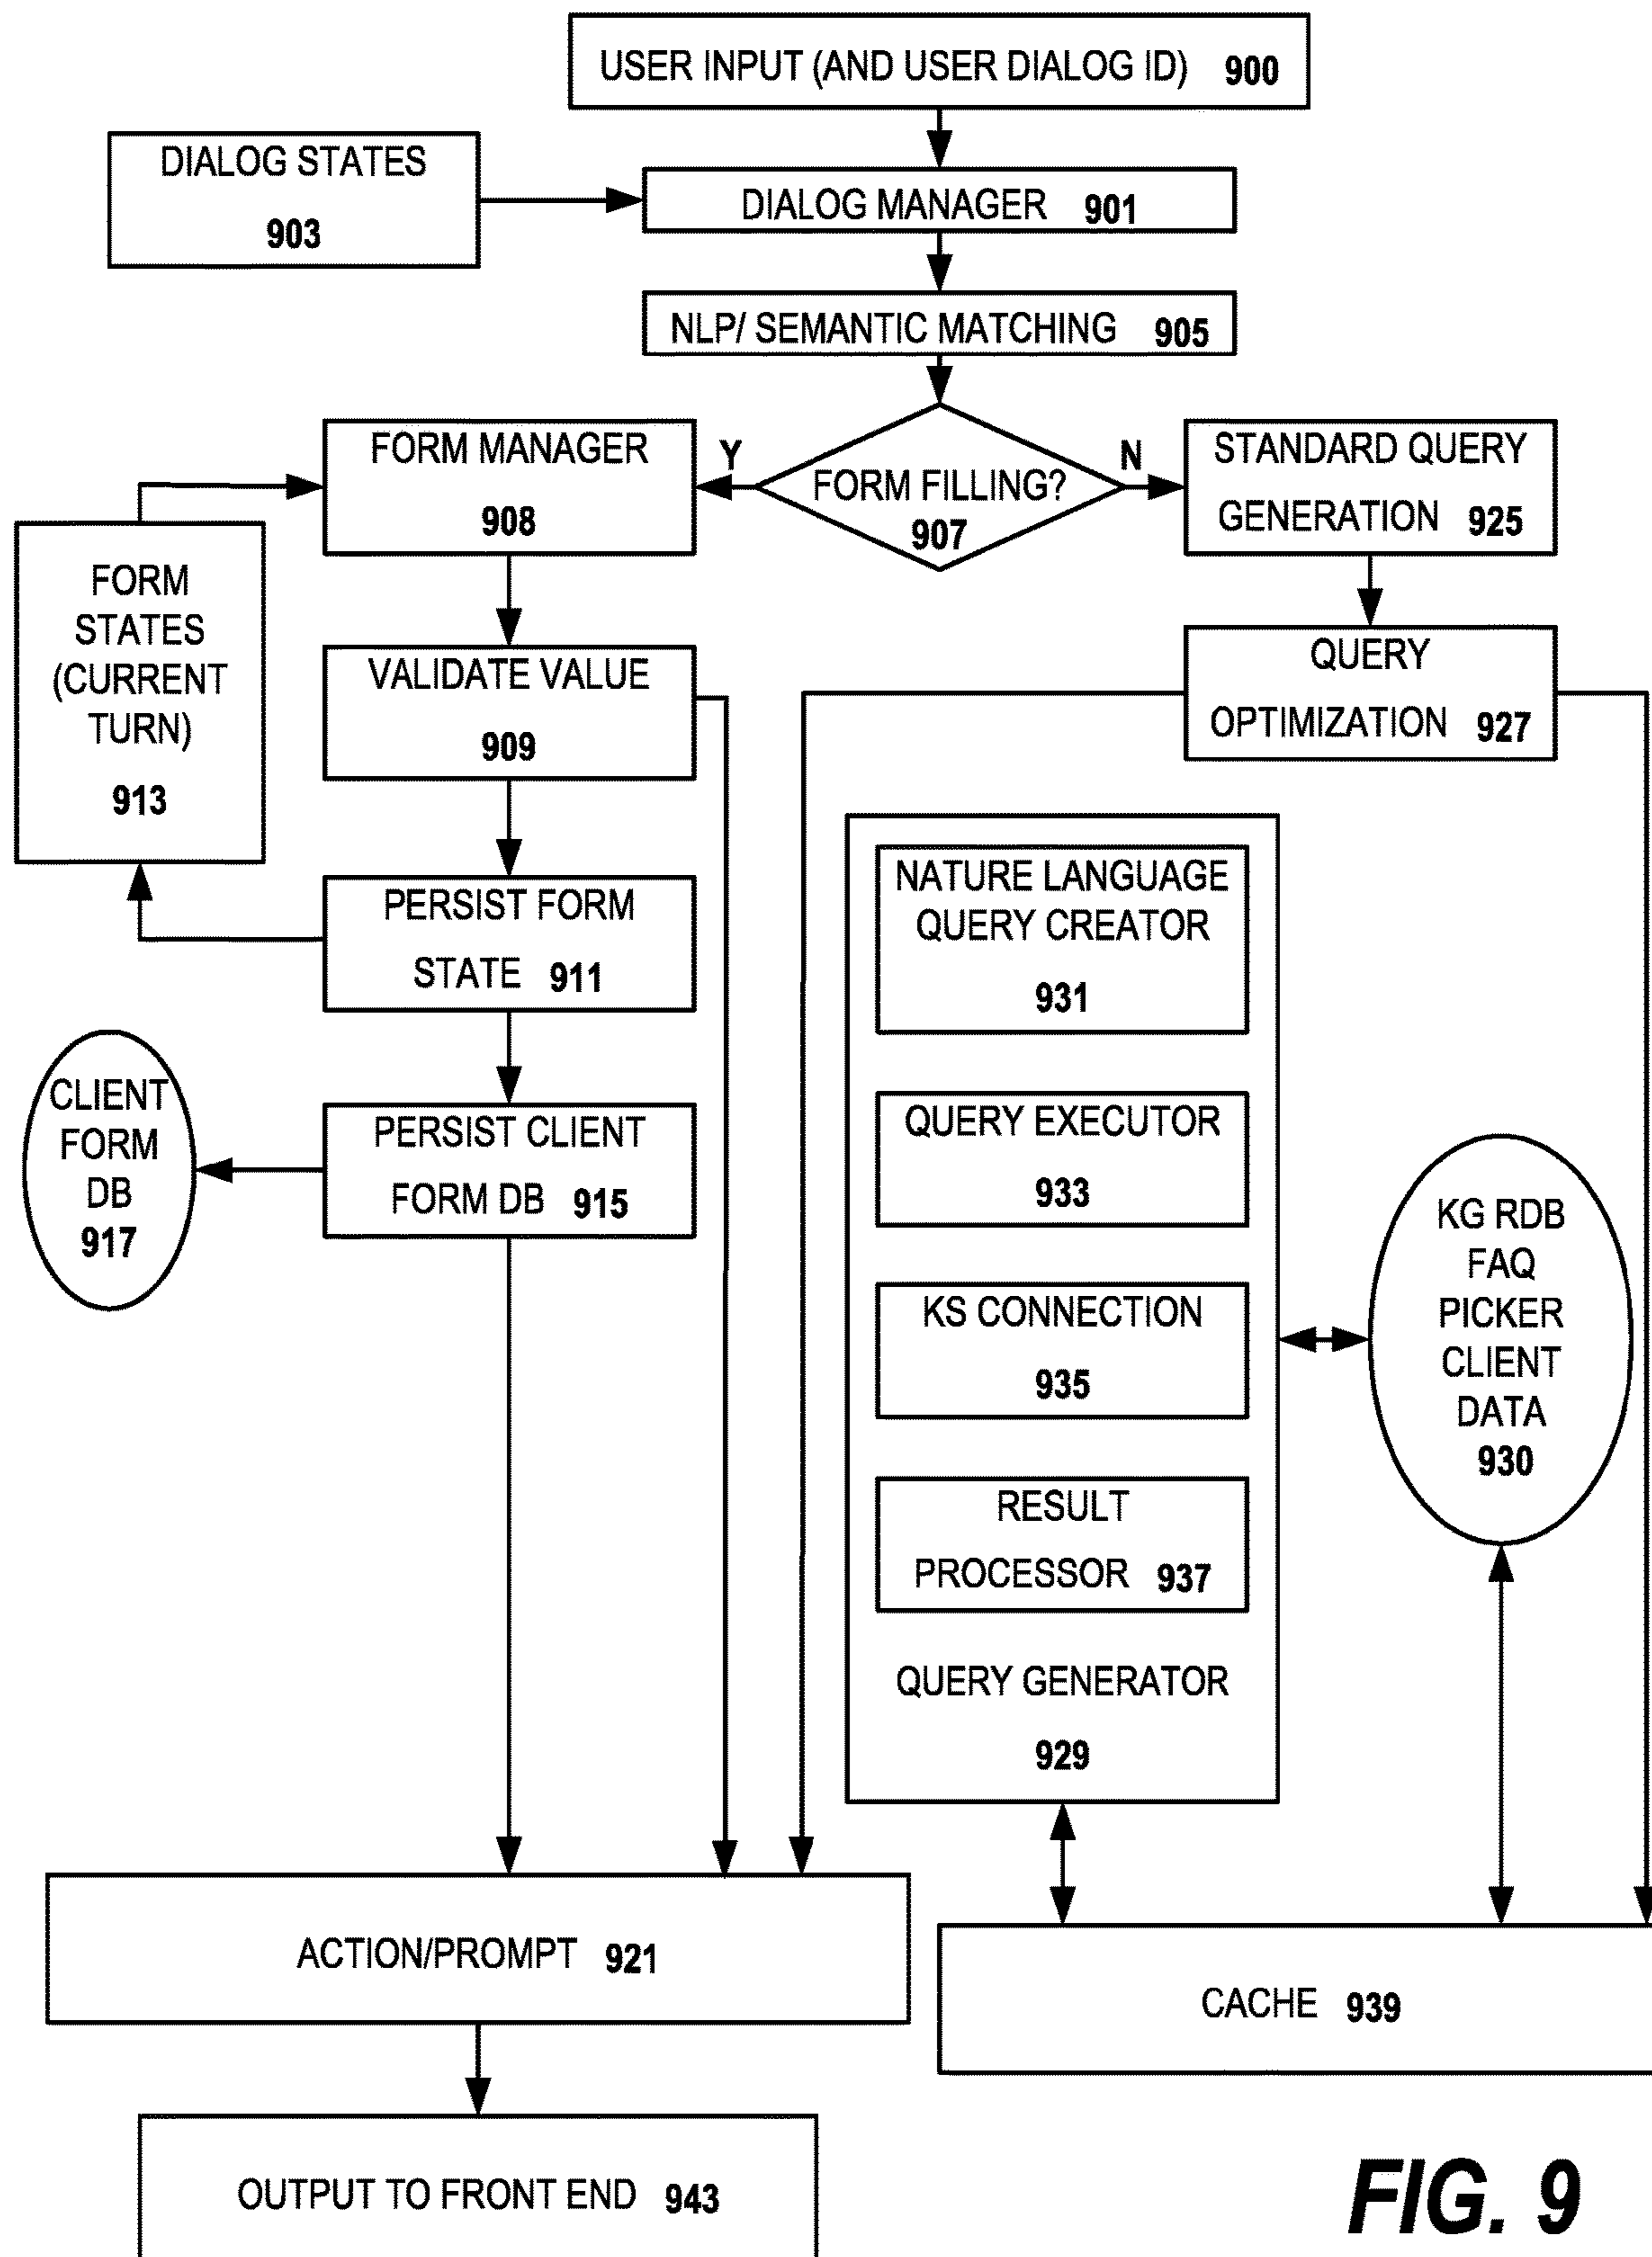 USER INPUT (AND USER DIALOG ID) 900
DIALOG STATES
903
DIALOG MANAGER 901
NLP/ SEMANTIC MATCHING 905
FORM MANAGER
908
Y
FORM FILLING?
907
N
STANDARD QUERY
GENERATION 925
FORM
STATES
(CURRENT
TURN)
913
VALIDATE VALUE
909
QUERY
OPTIMIZATION 927
PERSIST FORM
STATE 911
NATURE LANGUAGE
QUERY CREATOR
931
CLIENT
FORM
DB
917
PERSIST CLIENT
FORM DB 915
QUERY EXECUTOR
933
KS CONNECTION
935
KG RDB
FAQ
PICKER
CLIENT
DATA
930
RESULT
PROCESSOR 937
QUERY GENERATOR
929
ACTION/PROMPT 921
CACHE 939
OUTPUT TO FRONT END 943
FIG. 9